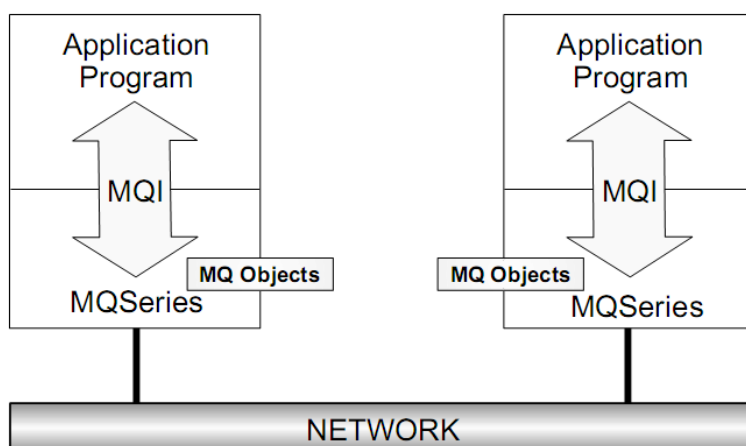 Application
Program
MQI
MQ Objects
MQSeries
Application
Program
MQI
MQ Objects
MQSeries
NETWORK